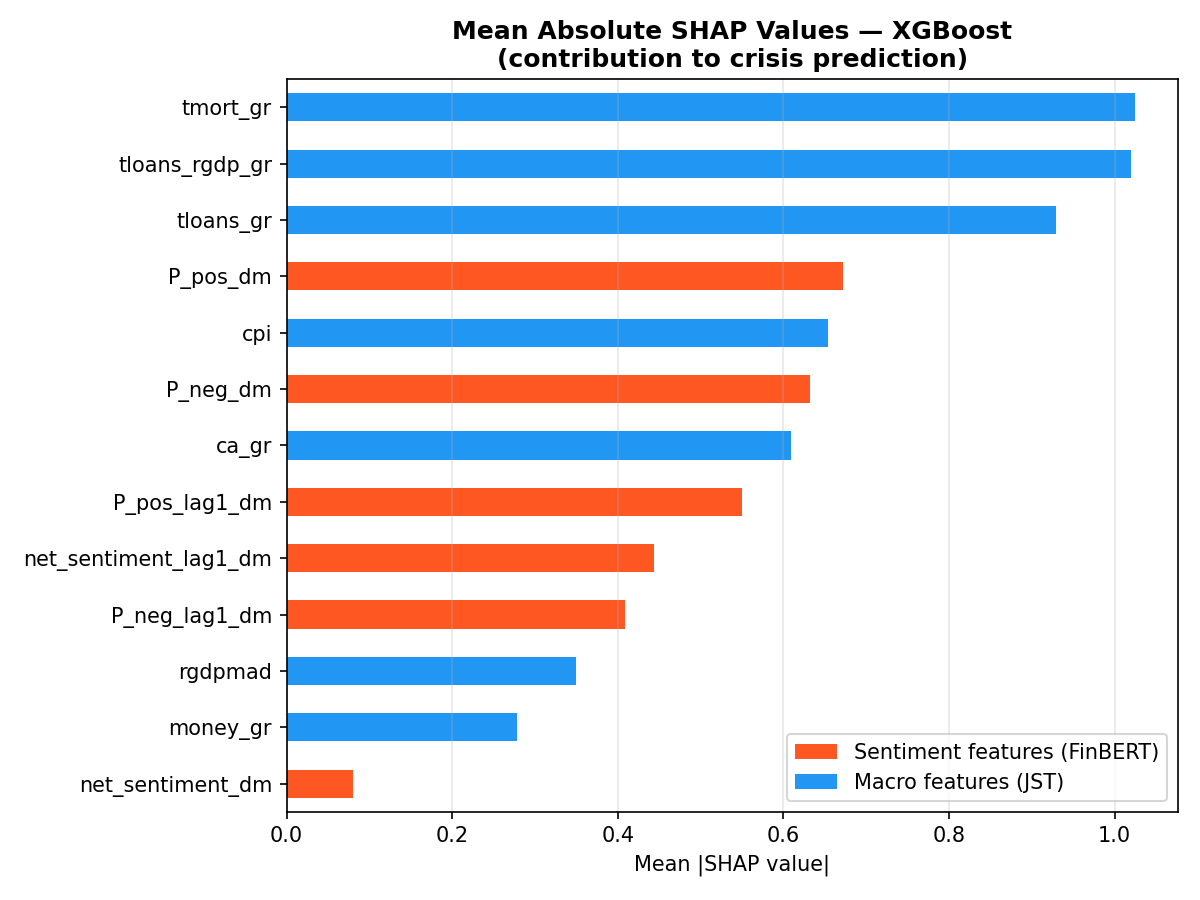 Mean Absolute SHAP Values — XGBoost
(contribution to crisis prediction)
tmort_gr
tloans_rgdp_gr
tloans_gr
P_pos_dm
cpi
P_neg_dm
ca_gr
P_pos_lag1_dm
net_sentiment_lag1_dm
P_neg_lag1_dm
rgdpmad
money_gr
net_sentiment_dm
Sentiment features (FinBERT)
Macro features (JST)
0.0 0.2 0.4 0.6 0.8 1.0
Mean |SHAP value|